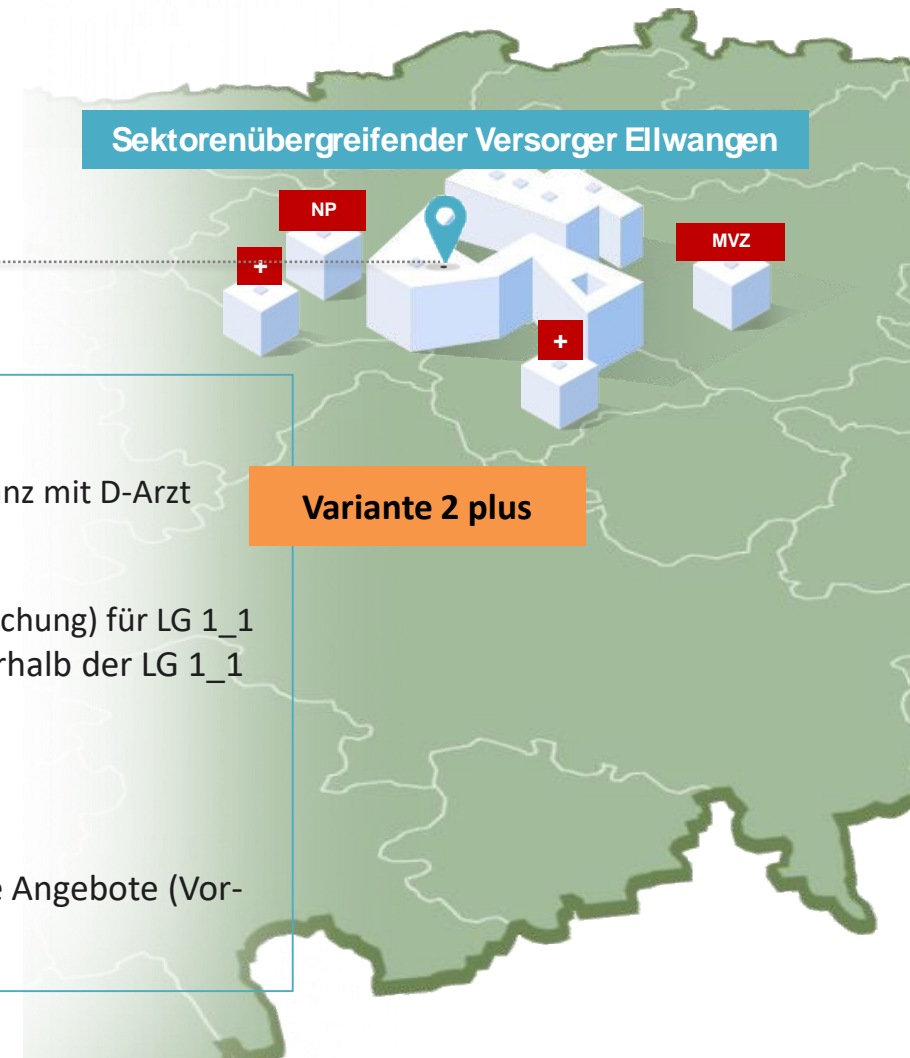 Sektorenübergreifender Versorger Ellwangen
NP
MVZ
+
+
anz mit D-Arzt
Variante 2 plus
chung) für LG 1_1
rhalb der LG 1_1
e Angebote (Vor-